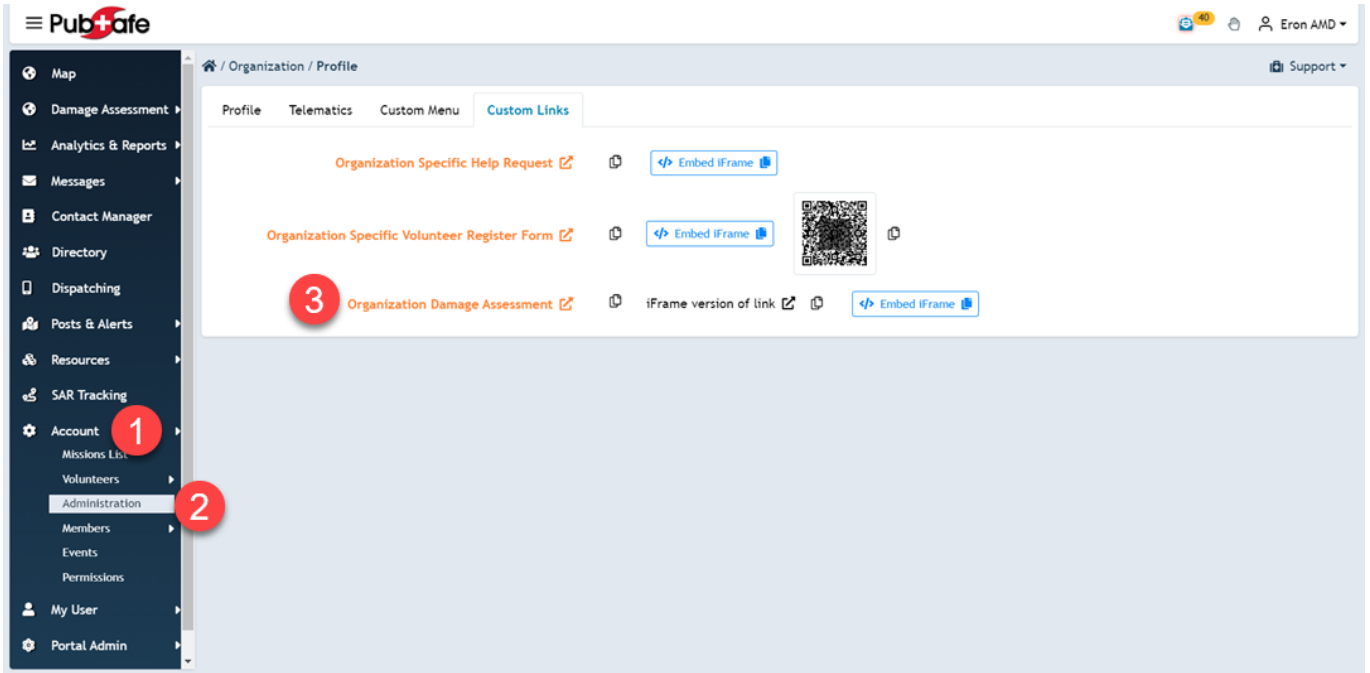 PubSafe
40
Eron AMD
Map
Damage Assessment
Analytics & Reports
Messages
Contact Manager
Directory
Dispatching
Posts & Alerts
Resources
SAR Tracking
Account 1
Missions List
Volunteers
Administration 2
Members
Events
Permissions
My User
Portal Admin
/ Organization / Profile
Support
Profile Telematics Custom Menu Custom Links
Organization Specific Help Request </> Embed iFrame
Organization Specific Volunteer Register Form </> Embed iFrame
3 Organization Damage Assessment iFrame version of link </> Embed iFrame